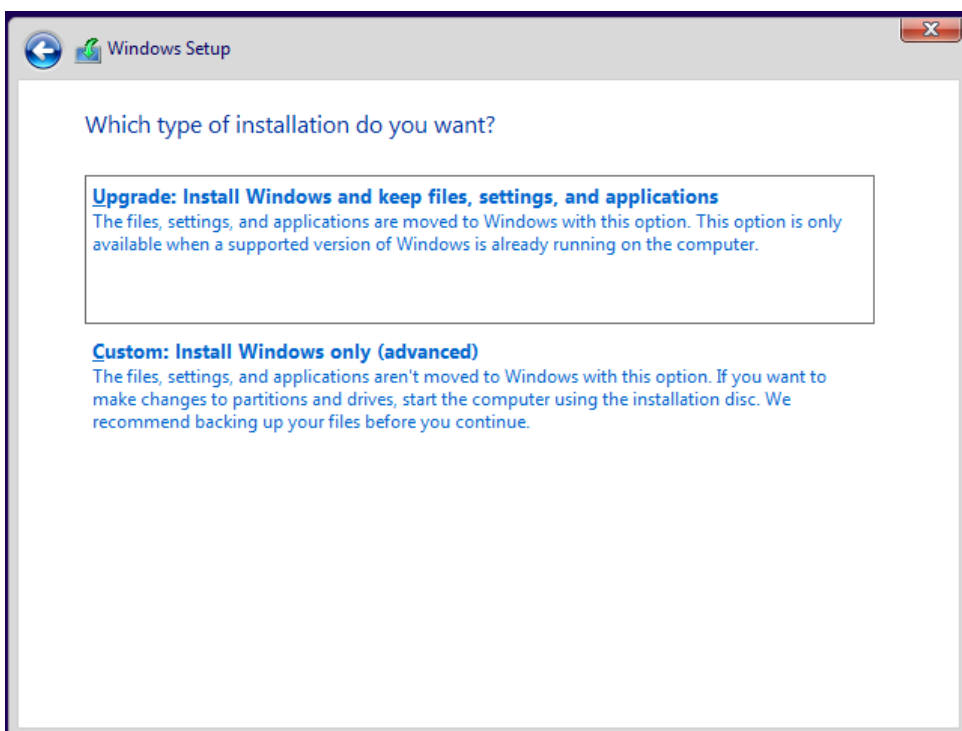 Windows Setup
X
Which type of installation do you want?
Upgrade: Install Windows and keep files, settings, and applications
The files, settings, and applications are moved to Windows with this option. This option is only
available when a supported version of Windows is already running on the computer.
Custom: Install Windows only (advanced)
The files, settings, and applications aren't moved to Windows with this option. If you want to
make changes to partitions and drives, start the computer using the installation disc. We
recommend backing up your files before you continue.